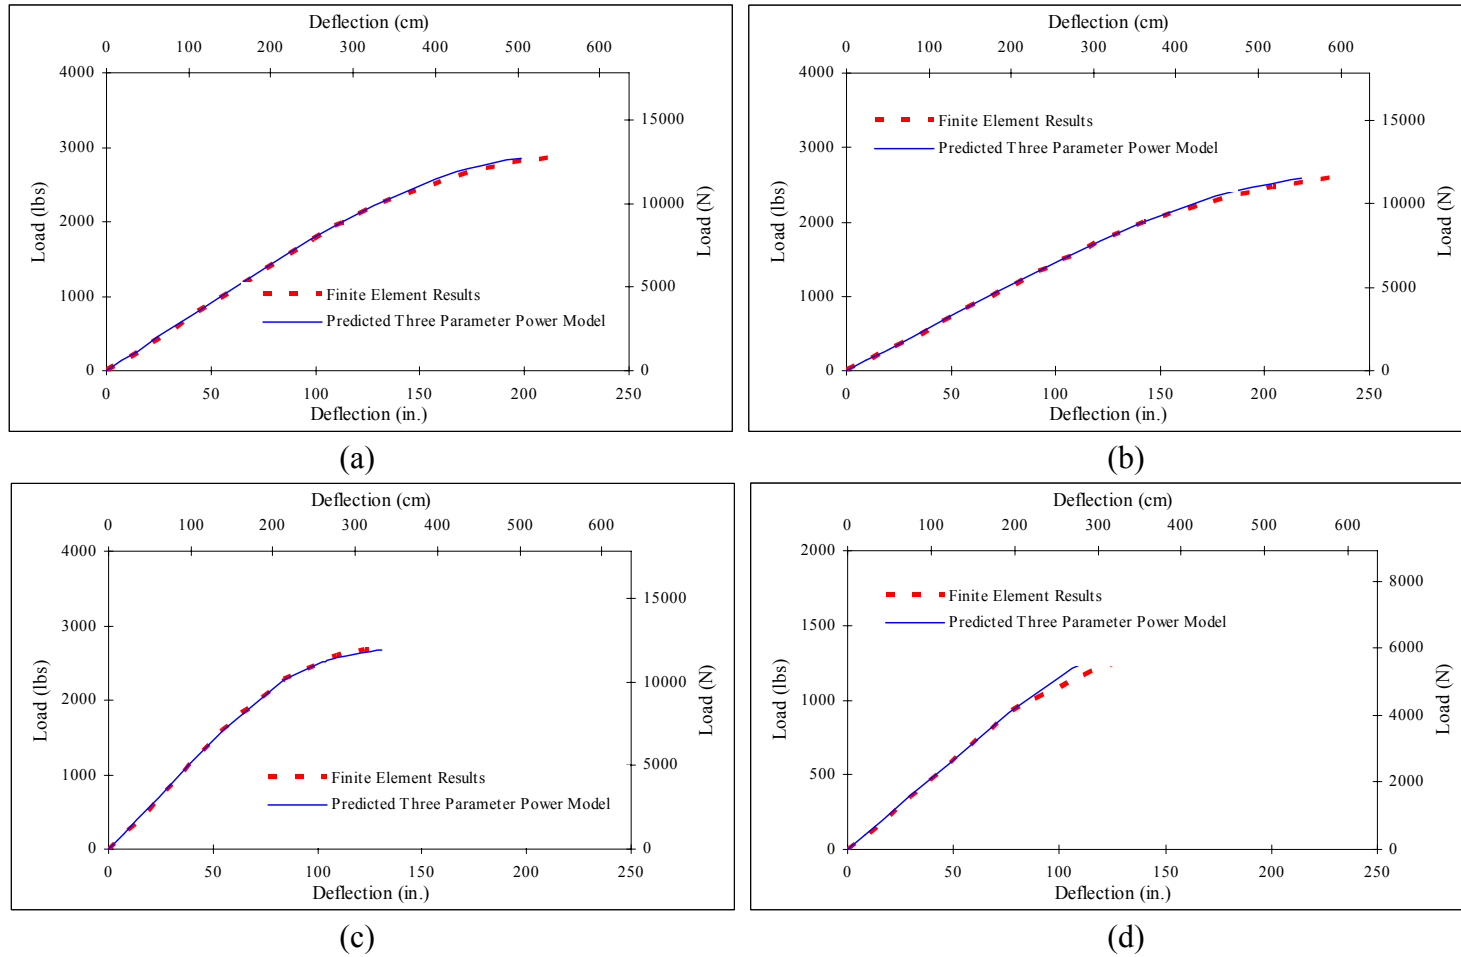 Deflection (cm)
0 100 200 300 400 500 600
4000
3000
2000
1000
0
Load (lbs)
15000
10000
5000
0
Load (N)
Finite Element Results
Predicted Three Parameter Power Model
0 50 100 150 200 250
Deflection (in.)
(a)
Deflection (cm)
0 100 200 300 400 500 600
4000
3000
2000
1000
0
Load (lbs)
15000
10000
5000
0
Load (N)
Finite Element Results
Predicted Three Parameter Power Model
0 50 100 150 200 250
Deflection (in.)
(b)
Deflection (cm)
0 100 200 300 400 500 600
4000
3000
2000
1000
0
Load (lbs)
15000
10000
5000
0
Load (N)
Finite Element Results
Predicted Three Parameter Power Model
0 50 100 150 200 250
Deflection (in.)
(c)
Deflection (cm)
0 100 200 300 400 500 600
2000
1500
1000
500
0
Load (lbs)
8000
6000
4000
2000
0
Load (N)
Finite Element Results
Predicted Three Parameter Power Model
0 50 100 150 200 250
Deflection (in.)
(d)